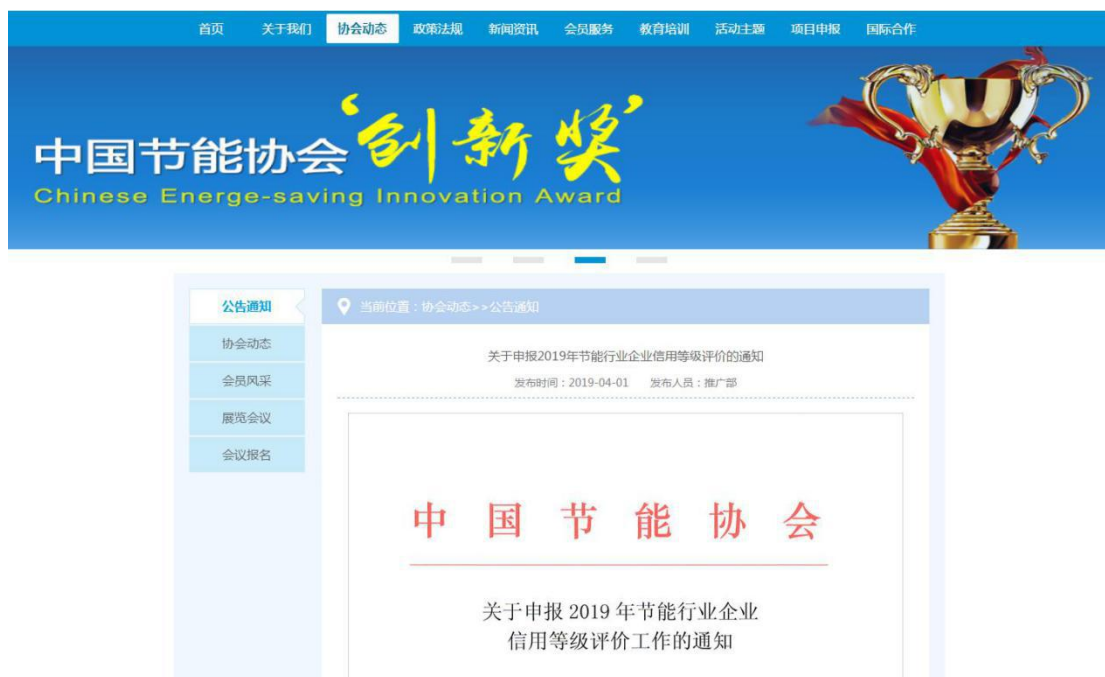 首页 关于我们 协会动态 政策法规 新闻资讯 会员服务 教育培训 活动主题 项目申报 国际合作
中国节能协会‘创新奖’
Chinese Energe-saving Innovation Award
公告通知
协会动态
会员风采
展览会议
会议报名
当前位置：协会动态>>公告通知
关于申报2019年节能行业企业信用等级评价的通知
发布时间：2019-04-01 发布人员：推广部
中国节能协会
关于申报 2019 年节能行业企业
信用等级评价工作的通知